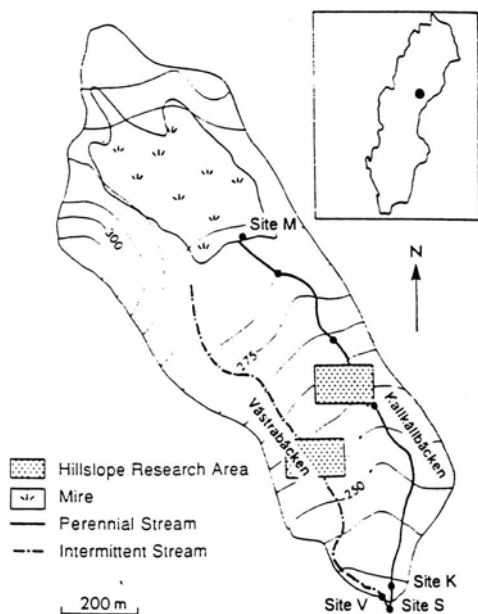 Site M
N
300
275
Västrabäcken
Kallkällbäcken
250
Hillslope Research Area
Mire
Perennial Stream
Intermittent Stream
200 m
Site K
Site V
Site S